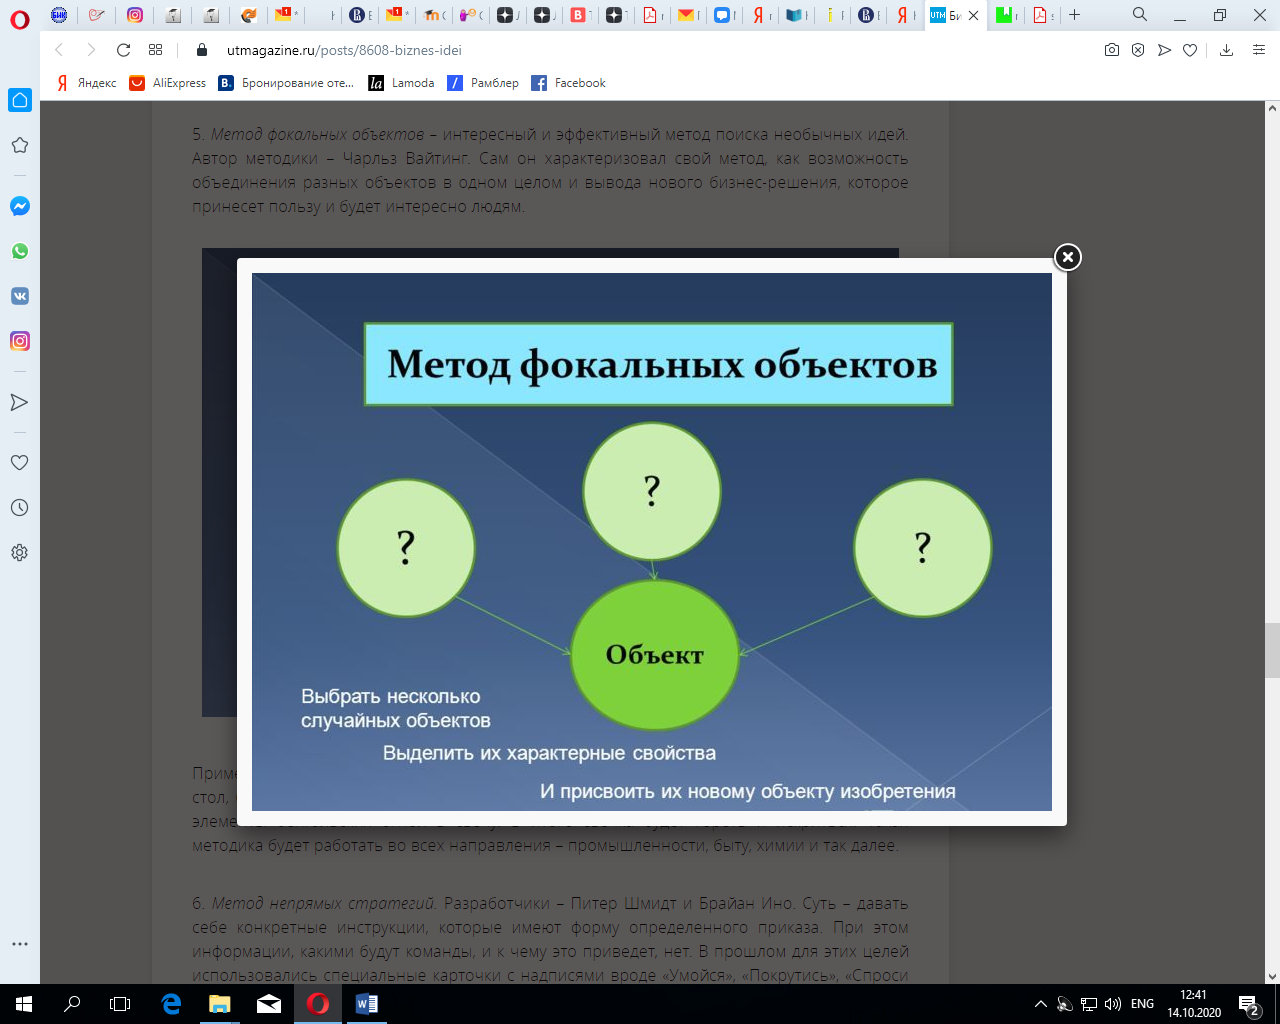 utmagazine.ru/posts/8608-biznes-idei
Яндекс
AliExpress
Бронирование оте...
Lamoda
Рамблер
Facebook
5. Метод фокальных объектов – интересный и эффективный метод поиска необычных идей.
Автор методики – Чарльз Вайтинг. Сам он характеризовал свой метод, как возможность
объединения разных объектов в одном целом и вывода нового бизнес-решения, которое
принесет пользу и будет интересно людям.
Метод фокальных объектов
?
?
?
Объект
Выбрать несколько
случайных объектов
Выделить их характерные свойства
И присвоить их новому объекту изобретения
стол,
методика будет работать во всех направления – промышленности, быту, химии и так далее.
6. Метод непрямых стратегий. Разработчики – Питер Шмидт и Брайан Ино. Суть – давать
себе конкретные инструкции, которые имеют форму определенного приказа. При этом
информации, какими будут команды, и к чему это приведет, нет. В прошлом для этих целей
использовались специальные карточки с надписями вроде «Умойся», «Покрутись», «Спроси
ENG
12:41
14.10.2020
2